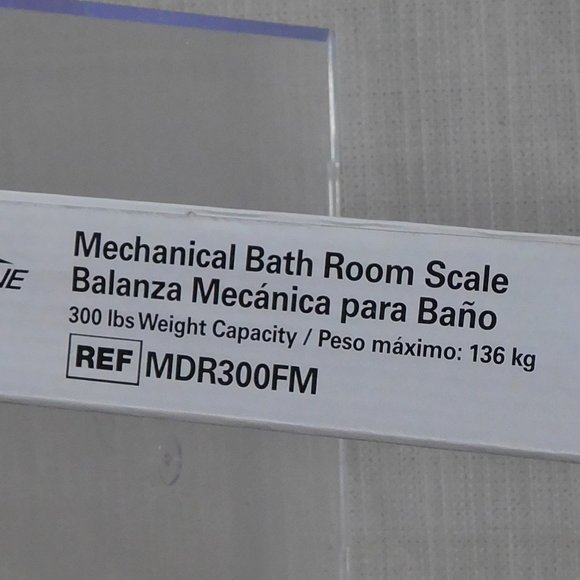 Mechanical Bath Room Scale
Balanza Mecánica para Baño
300 lbs Weight Capacity / Peso máximo: 136 kg
REF MDR300FM